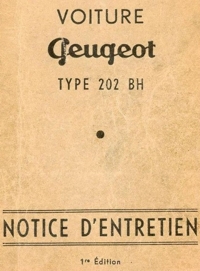 VOITURE
Peugeot
TYPE 202 BH
NOTICE D'ENTRETIEN
1re Édition